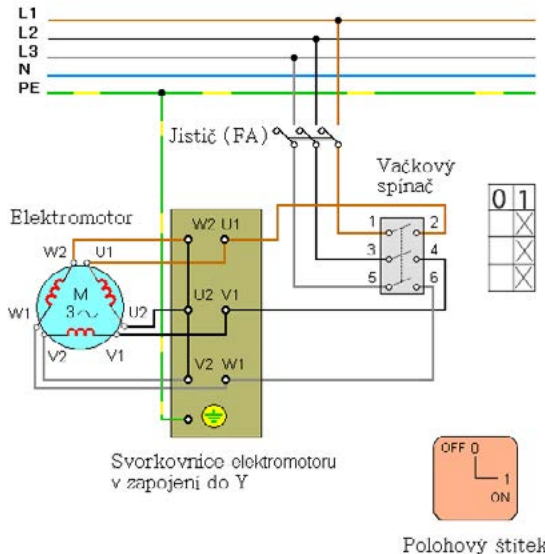 L1
L2
L3
N
PE
Jistič (FA)
Vačkový
spínač
0 1
X
X
X
1 2
3 4
5 6
Elektromotor
W2 U1
W2 U1
M
3
W1 U2
V2 V1
U2 V1
V2 W1
Svorkovnice elektromotoru
v zapojení do Y
OFF 0
1
ON
Polohový štítek